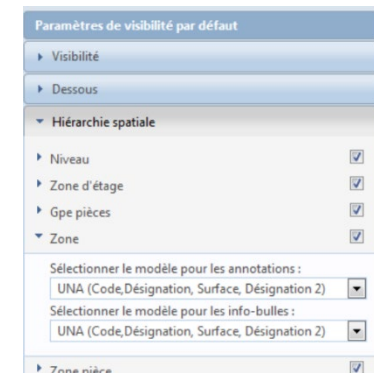 Paramètres de visibilité par défaut
Visibilité
Dessous
Hiérarchie spatiale
Niveau
Zone d'étage
Gpe pièces
Zone
Sélectionner le modèle pour les annotations :
UNA (Code,Désignation, Surface, Désignation 2)
Sélectionner le modèle pour les info-bulles :
UNA (Code,Désignation, Surface, Désignation 2)
Zone pièce